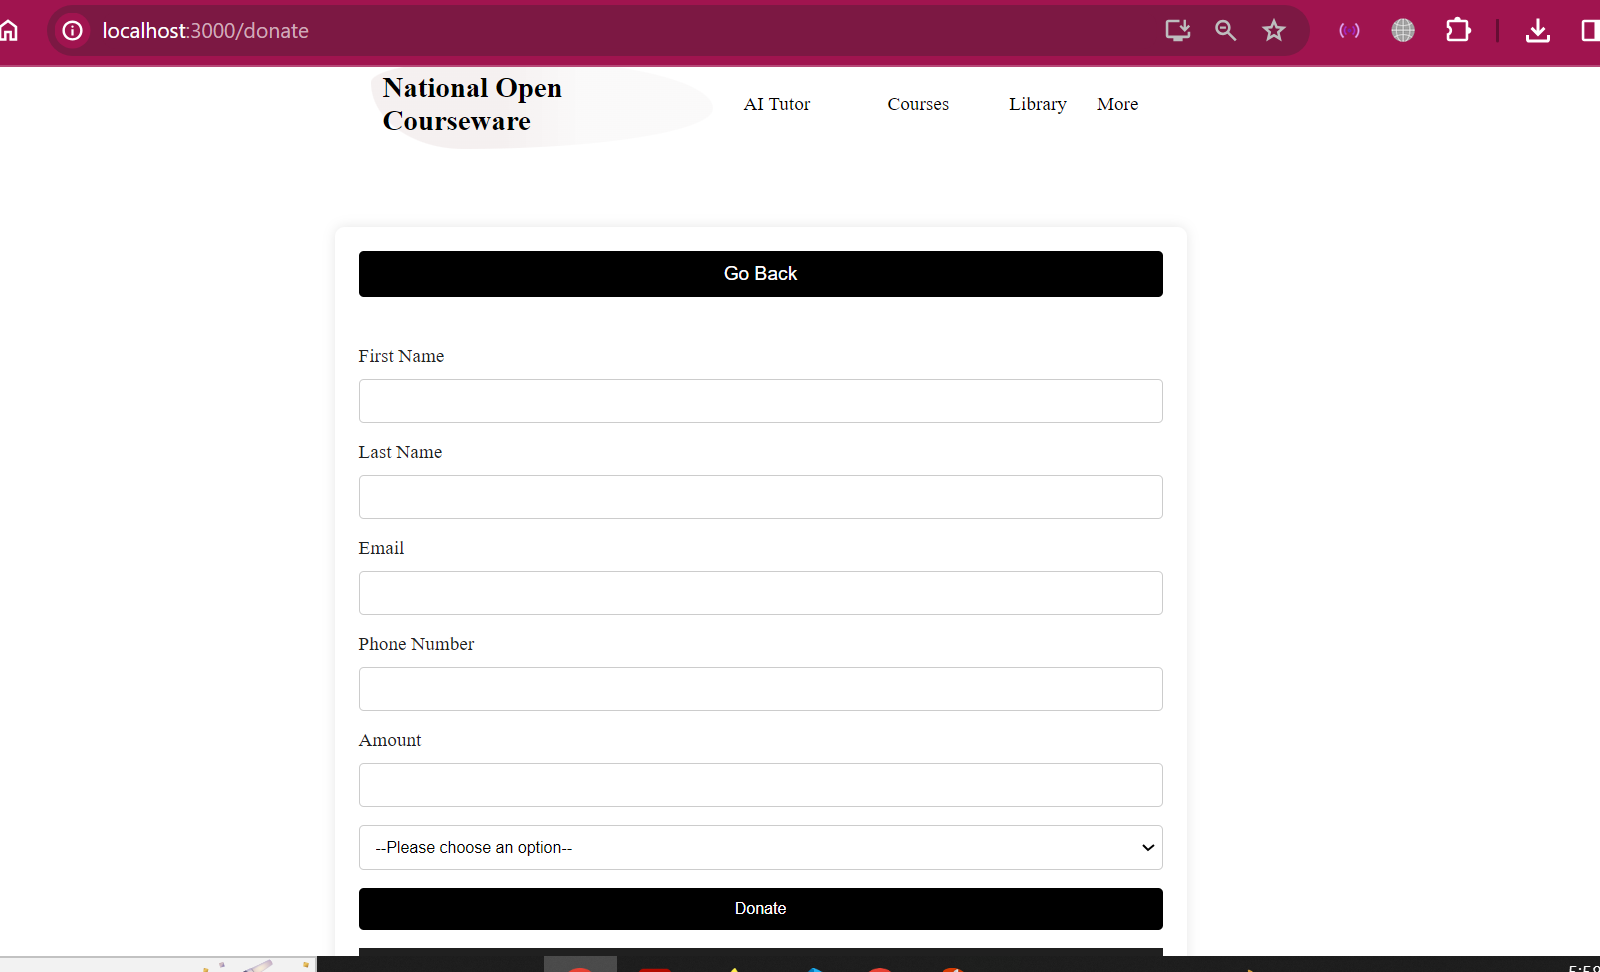 localhost:3000/donate
National Open
Courseware
AI Tutor
Courses
Library
More
Go Back
First Name
Last Name
Email
Phone Number
Amount
--Please choose an option--
Donate